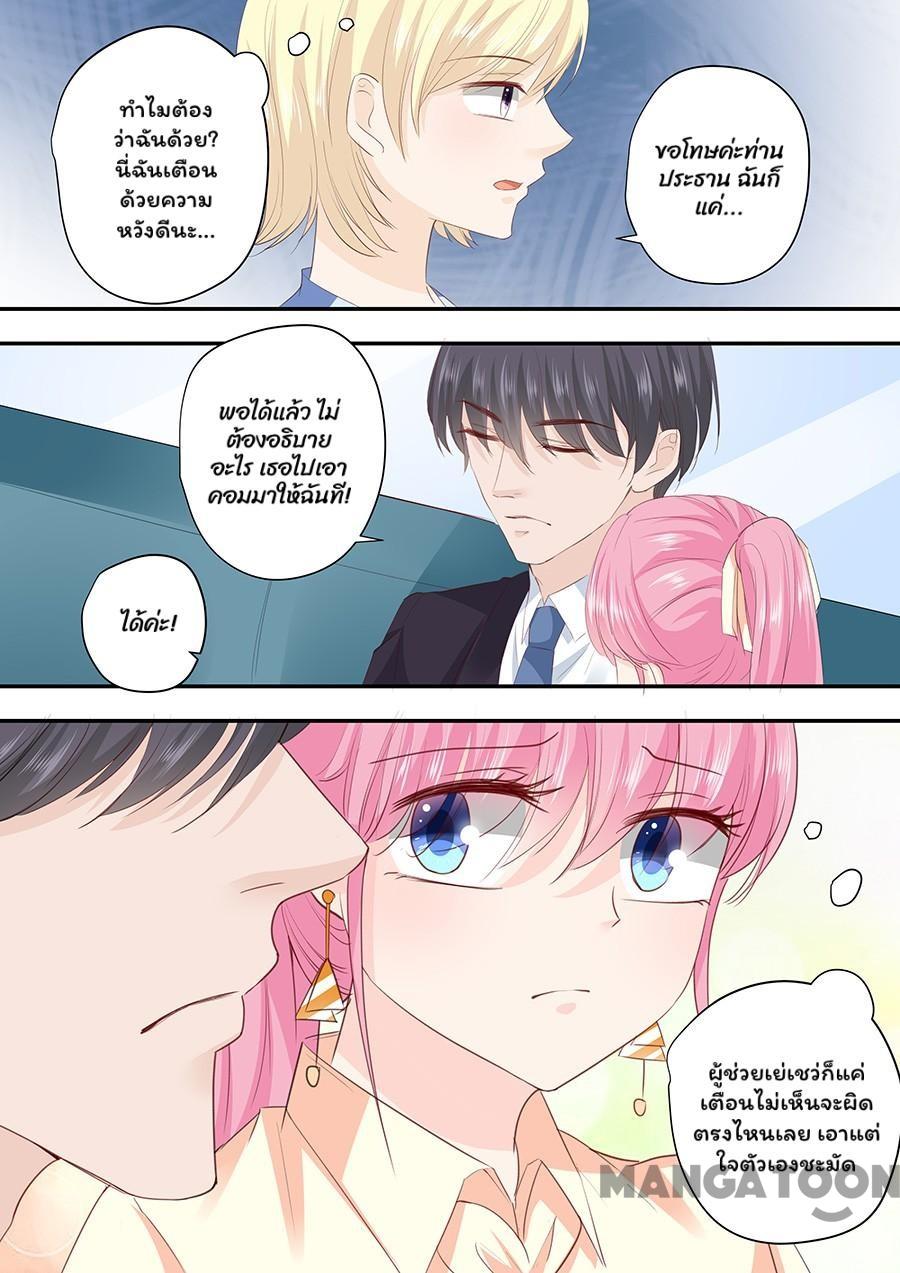 ทำไมต้อง
ว่าฉันด้วย?
นี่ฉันเตือน
ด้วยความ
หวังดีนะ...
ขอโทษค่ะท่าน
ประธาน ฉันก็
แค่...
พอได้แล้ว ไม่
ต้องอธิบาย
อะไร เธอไปเอา
คอมมาให้ฉันที!
ได้ค่ะ!
ผู้ช่วยเย่เชว่ก็แค่
เตือนไม่เห็นจะผิด
ตรงไหนเลย เอาแต่
ใจตัวเองชะมัด
MANGATOON